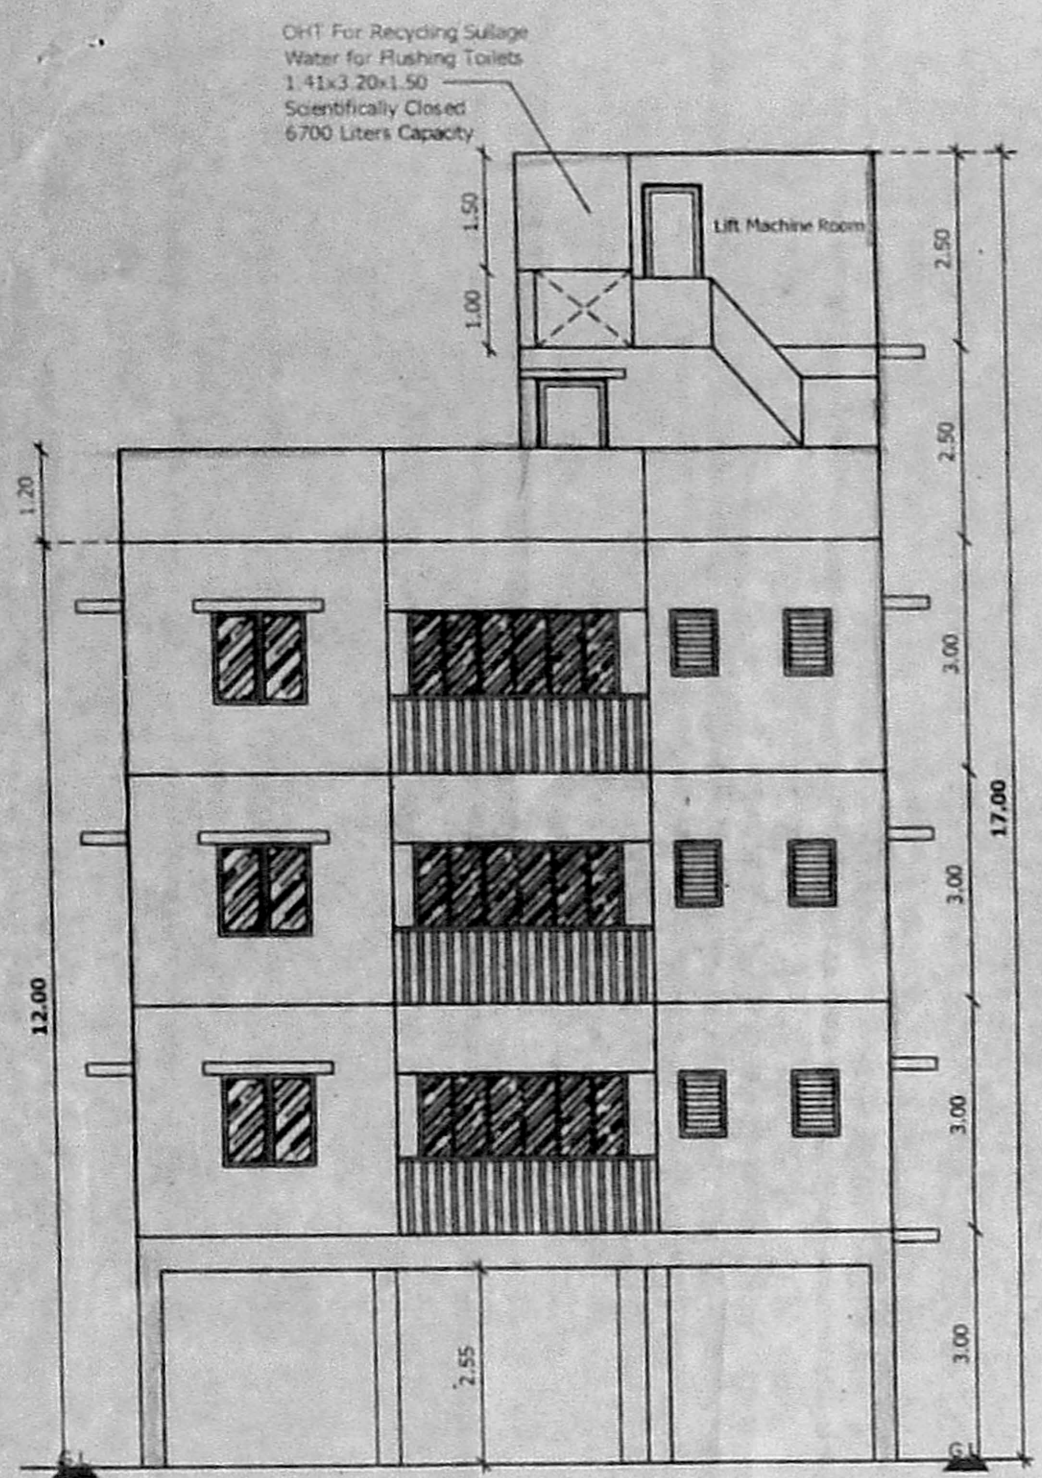 OHT For Recycling Sullage
Water for Flushing Toilets
1.41x3.20x1.50
Scientifically Closed
6700 Liters Capacity
1.50
Lift Machine Room
2.50
1.00
2.50
1.20
3.00
17.00
3.00
12.00
3.00
2.55
3.00
G.L
G.L